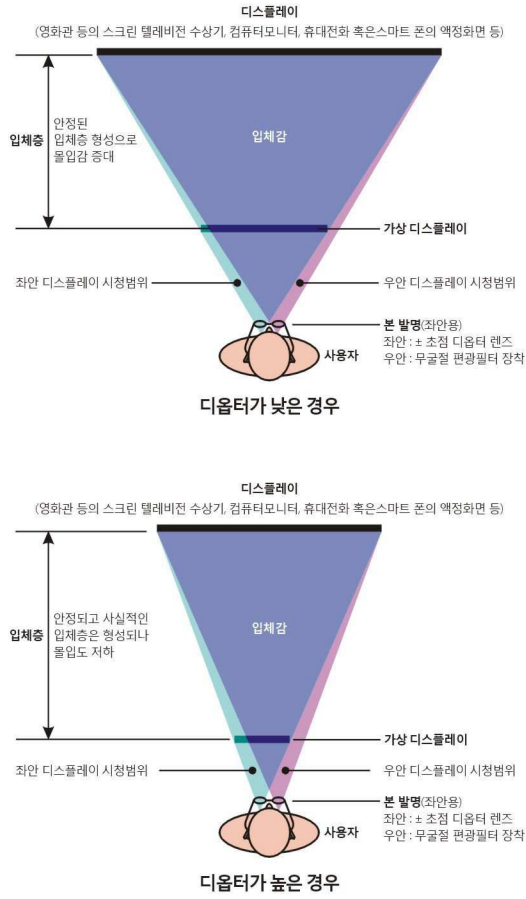 디스플레이
(영화관 등의 스크린 텔레비전 수상기, 컴퓨터모니터, 휴대전화 혹은스마트 폰의 액정화면 등)
입체층
안정된
입체층 형성으로
몰입감 증대
입체감
가상 디스플레이
좌안 디스플레이 시청범위
우안 디스플레이 시청범위
본 발명(좌안용)
좌안 : ± 초점 디옵터 렌즈
우안 : 무굴절 편광필터 장착
사용자
디옵터가 낮은 경우
디스플레이
(영화관 등의 스크린 텔레비전 수상기, 컴퓨터모니터, 휴대전화 혹은스마트 폰의 액정화면 등)
입체층
안정되고 사실적인
입체층은 형성되나
몰입도 저하
입체감
가상 디스플레이
좌안 디스플레이 시청범위
우안 디스플레이 시청범위
본 발명(좌안용)
좌안 : ± 초점 디옵터 렌즈
우안 : 무굴절 편광필터 장착
사용자
디옵터가 높은 경우